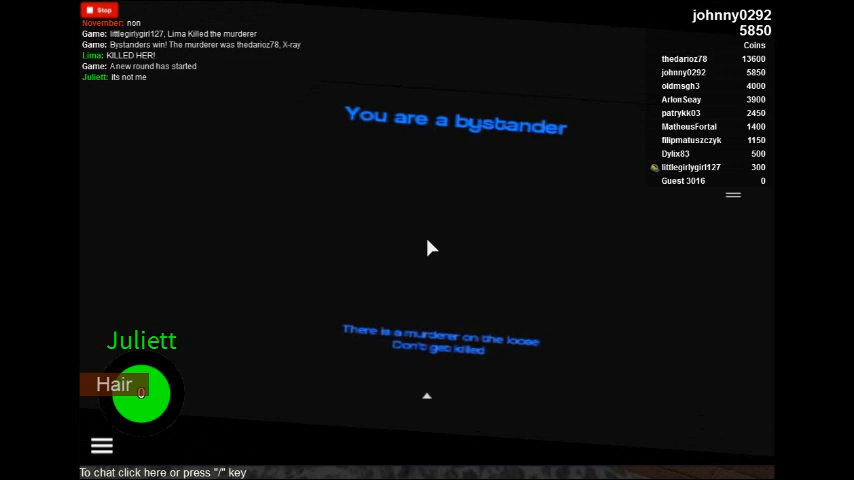 Stop
November: non
Game: littlegirlygirl127, Lima Killed the murderer
Game: Bystanders win! The murderer was thedarioz78, X-ray
Lima: KILLED HER!
Game: A new round has started
Juliett: its not me
johnny0292
5850
Coins
thedarioz78 13600
johnny0292 5850
oldmsgh3 4000
ArlonSeay 3900
patrykk03 2450
MatheusFortal 1400
filipmatuszczyk 1150
Dylix83 500
littlegirlygirl127 300
Guest 3016 0
You are a bystander
There is a murderer on the loose
Don't get killed
Juliett
Hair
0
To chat click here or press "/" key